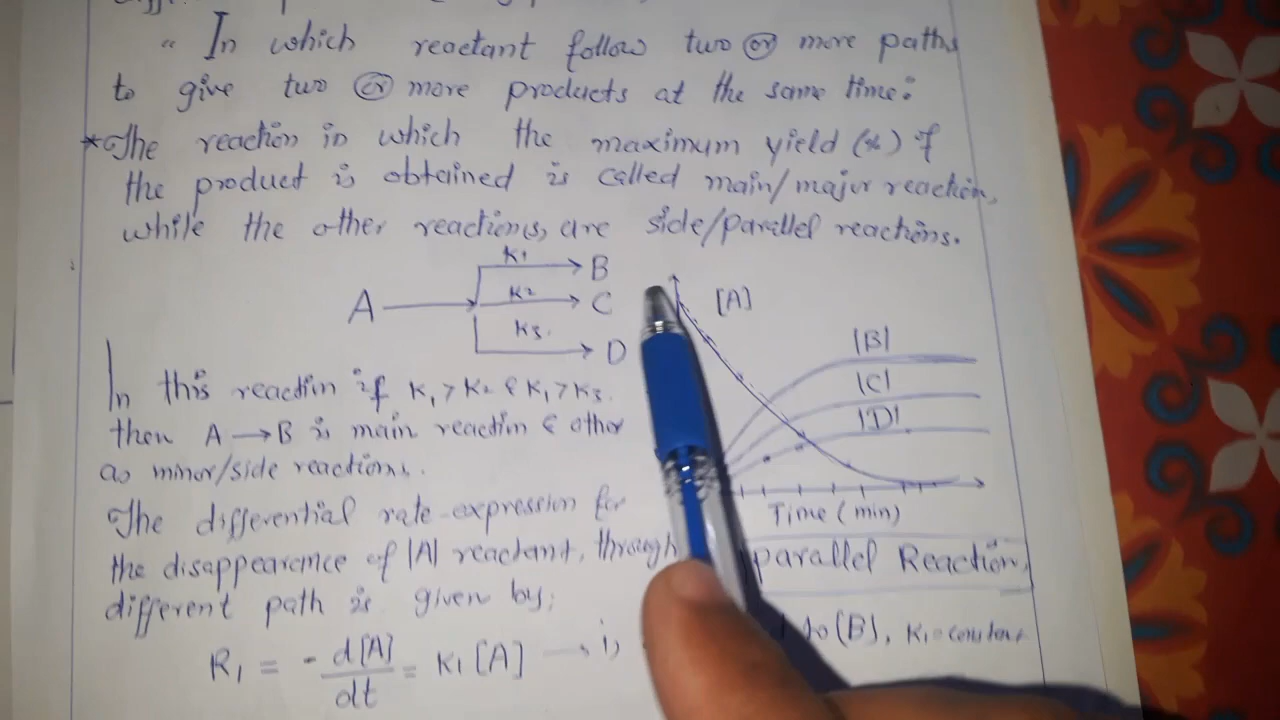 “ In which reactant follow two or more paths
to give two or more products at the same time:
*The reaction in which the maximum yield (x) of
the product is obtained is called main/major reaction,
while the other reactions, are side/parallel reactions.
A → K1 → B
K2 → C
K3 → D
[A]
|B|
|C|
|D|
Time (min)
In this reaction if K1 > K2 & K1 > K3.
then A → B is main reaction & other
as minor/side reactions.
The differential rate-expression for
the disappearence of |A| reactant, through
different path is given by;
parallel Reaction,
R1 = - d[A]/dt = K1 [A] → i,
to (B), K1 = constant